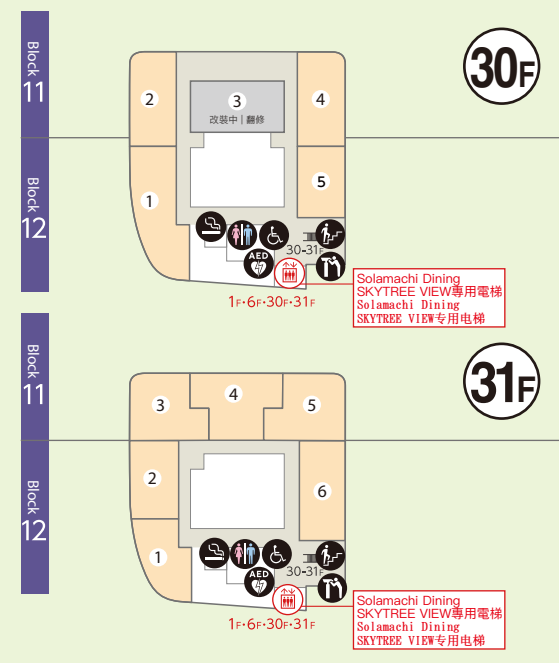 Block
11
30F
2
3
改裝中 | 翻修
4
Block
12
1
5
30-31F
AED
1F·6F·30F·31F
Solamachi Dining
SKYTREE VIEW專用電梯
Solamachi Dining
SKYTREE VIEW专用电梯
Block
11
31F
3
4
5
Block
12
2
6
1
30-31F
AED
1F·6F·30F·31F
Solamachi Dining
SKYTREE VIEW專用電梯
Solamachi Dining
SKYTREE VIEW专用电梯